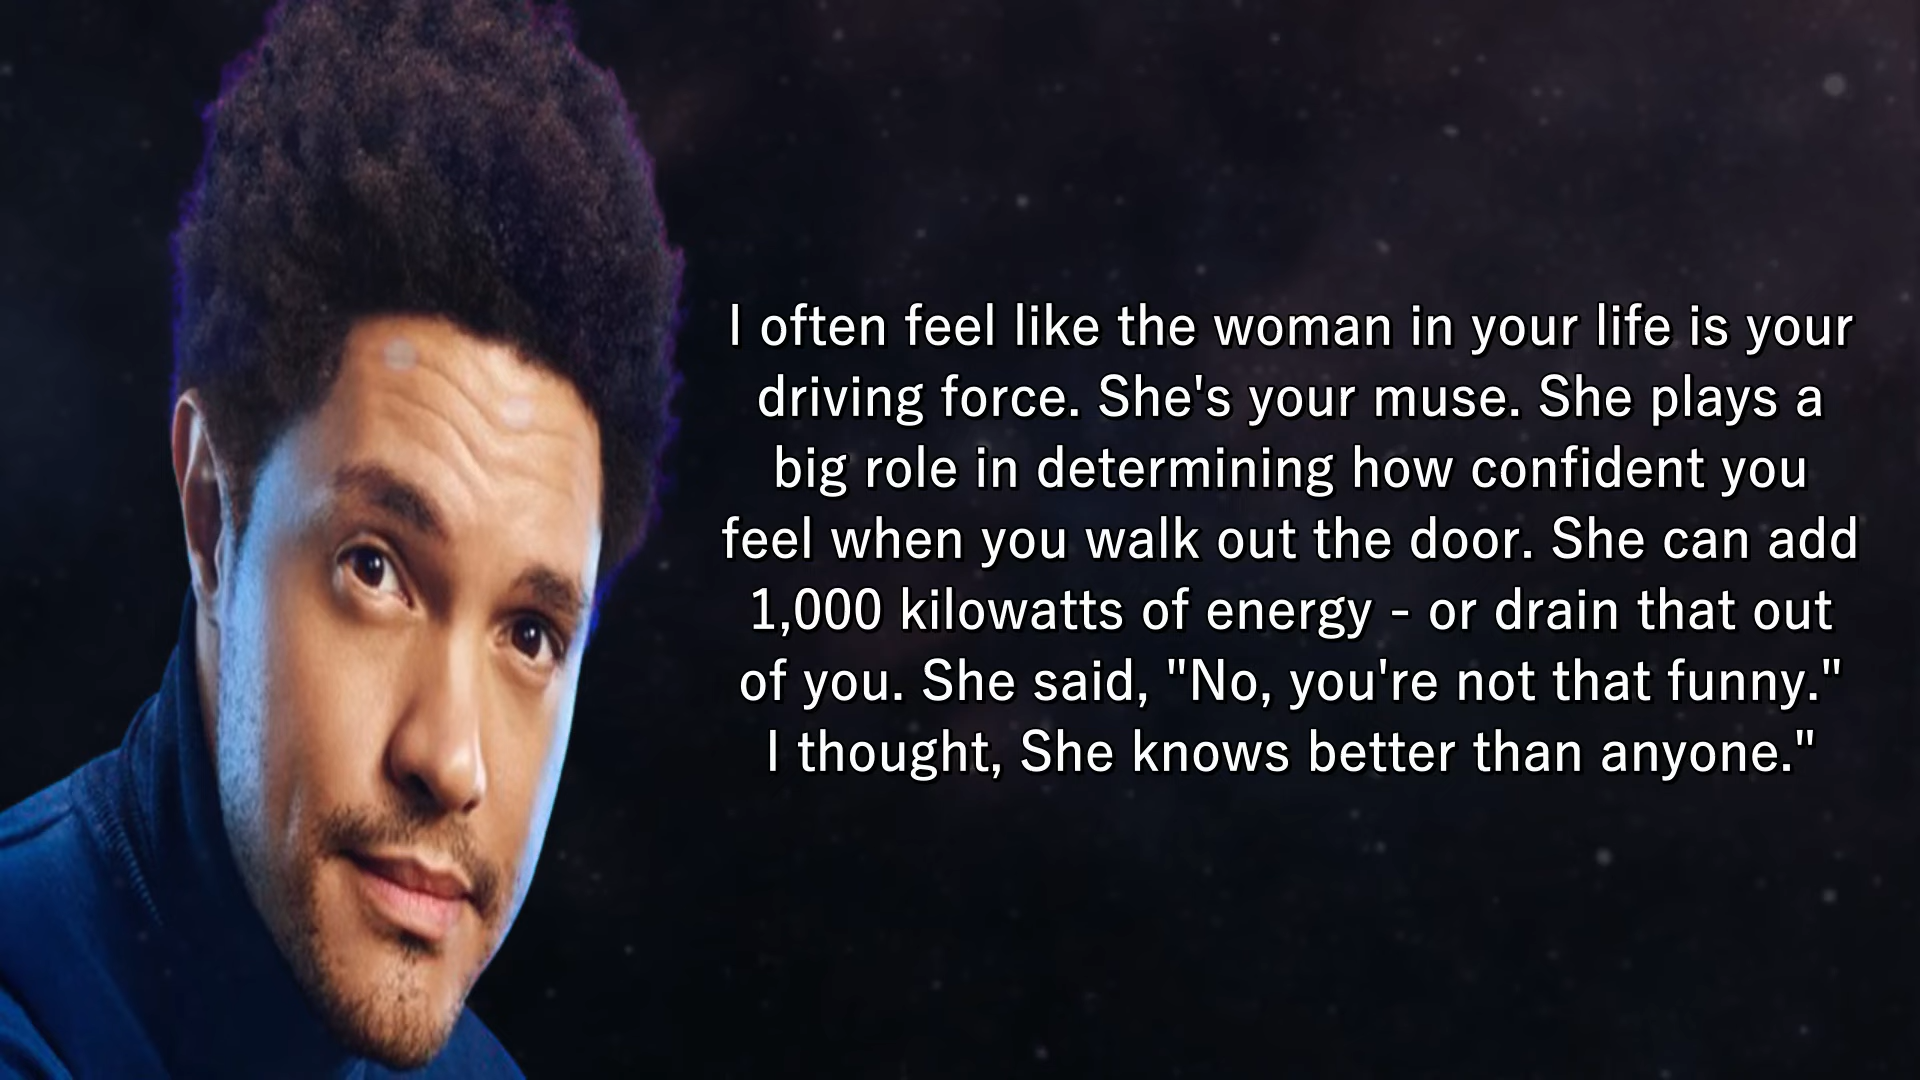 I often feel like the woman in your life is your
driving force. She's your muse. She plays a
big role in determining how confident you
feel when you walk out the door. She can add
1,000 kilowatts of energy - or drain that out
of you. She said, "No, you're not that funny."
I thought, She knows better than anyone."